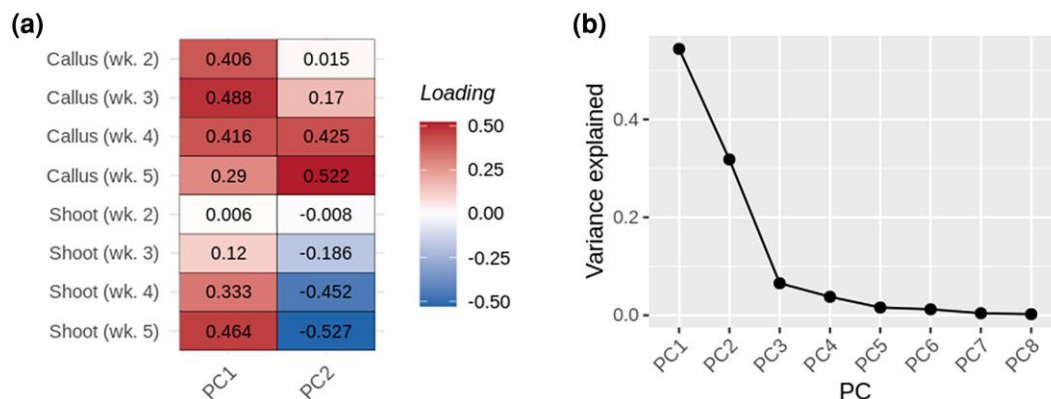 (a)
Callus (wk. 2) 0.406 0.015
Callus (wk. 3) 0.488 0.17
Callus (wk. 4) 0.416 0.425
Callus (wk. 5) 0.29 0.522
Shoot (wk. 2) 0.006 -0.008
Shoot (wk. 3) 0.12 -0.186
Shoot (wk. 4) 0.333 -0.452
Shoot (wk. 5) 0.464 -0.527
PC1 PC2
Loading
0.50
0.25
0.00
-0.25
-0.50
(b)
Variance explained
0.4
0.2
0.0
PC1 PC2 PC3 PC4 PC5 PC6 PC7 PC8
PC